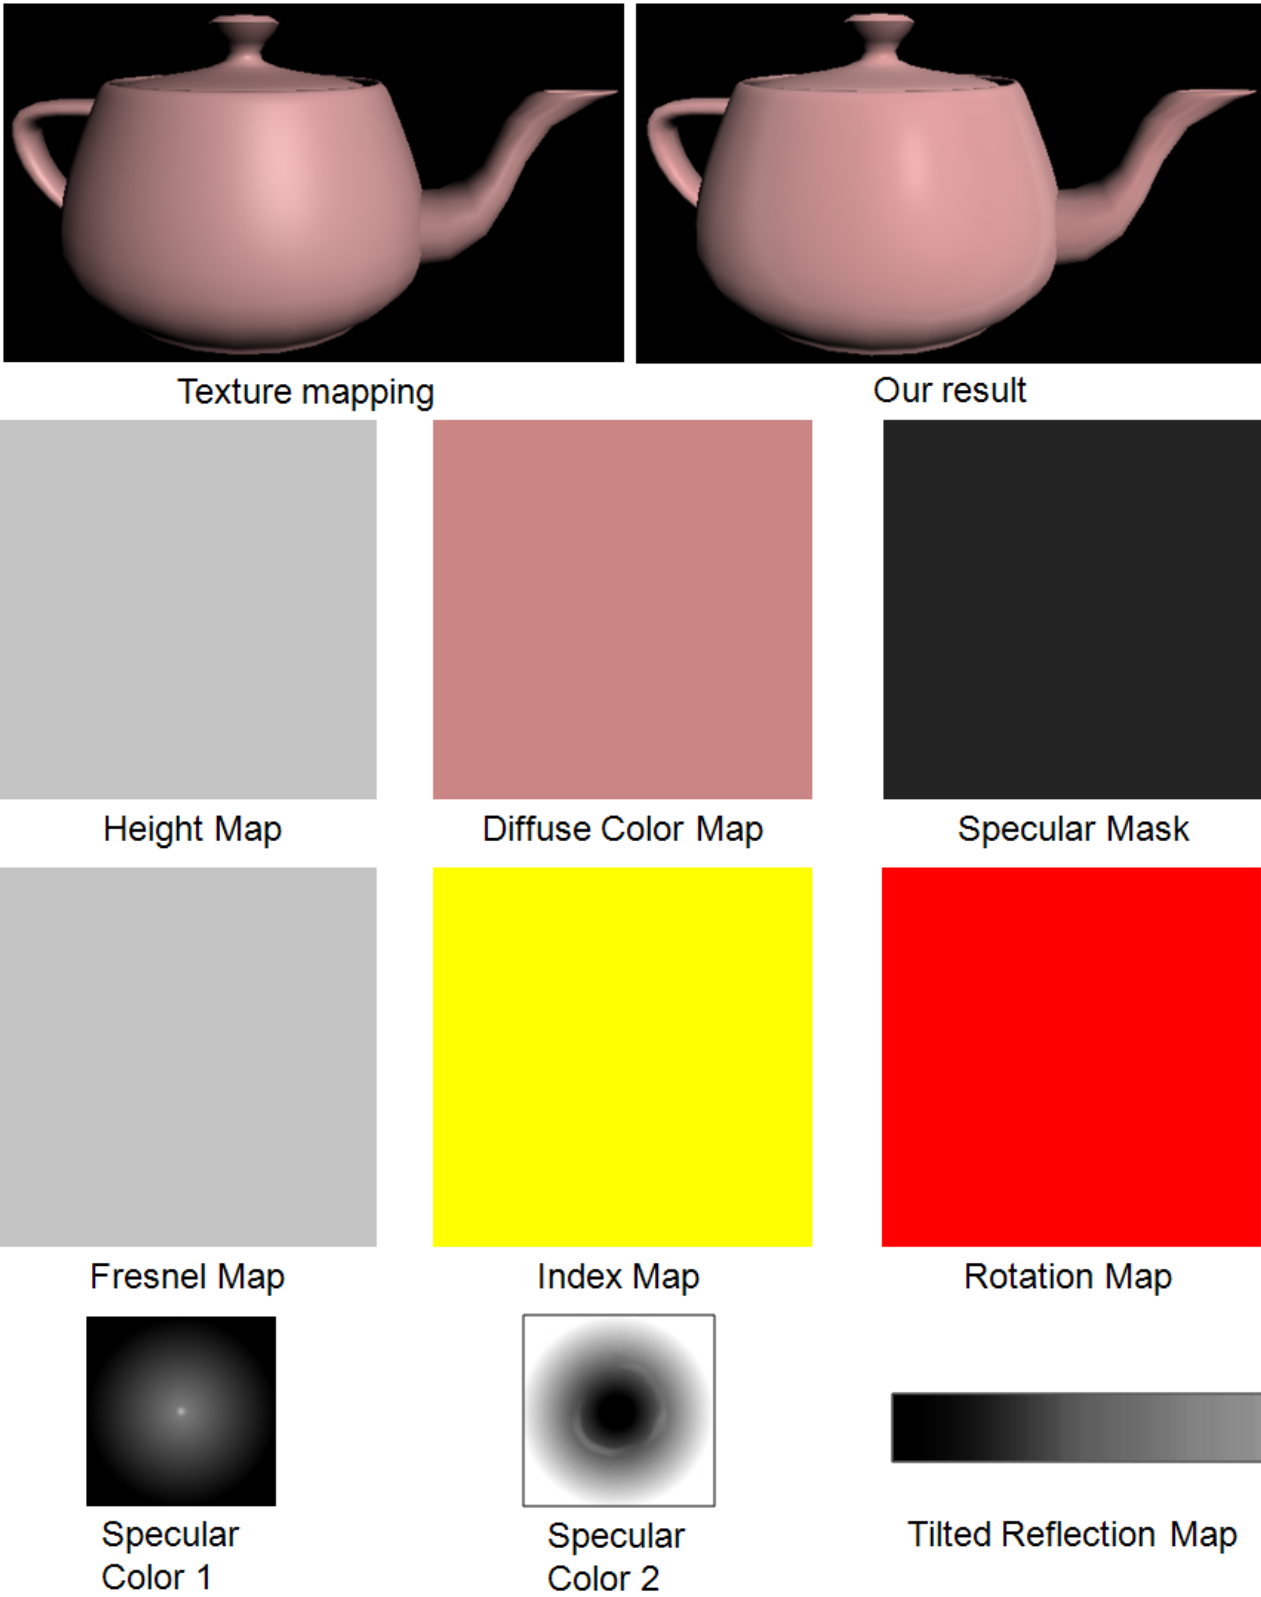 Texture mapping
Our result
Height Map
Diffuse Color Map
Specular Mask
Fresnel Map
Index Map
Rotation Map
Specular
Color 1
Specular
Color 2
Tilted Reflection Map